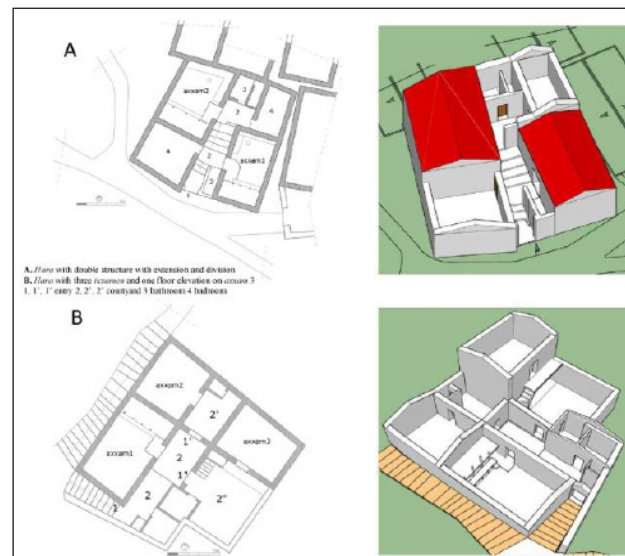 A
axxam2
3
2
4
2
axxam1
4
3
1
A. Hara with double structure with extension and division
B. Hara with three and one floor elevation on axxam 3
1, 1', 1" entry 2, 2', 2' courtyard 3 bathroom 4 bedroom
B
axxam2
2'
axxam1
1'
axxam3
2
1"
2
2"
1